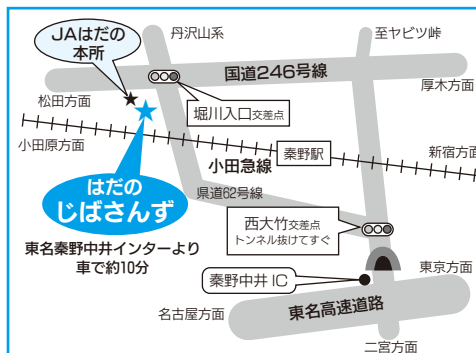 丹沢山系
至ヤビツ峠
JAはだの
本所
国道246号線
厚木方面
松田方面
堀川入口交差点
小田原方面
小田急線
秦野駅
新宿方面
はだの
じばさんず
県道62号線
東名秦野中井インターより
車で約10分
西大竹交差点
トンネル抜けてすぐ
秦野中井 IC
東京方面
名古屋方面
東名高速道路
二宮方面